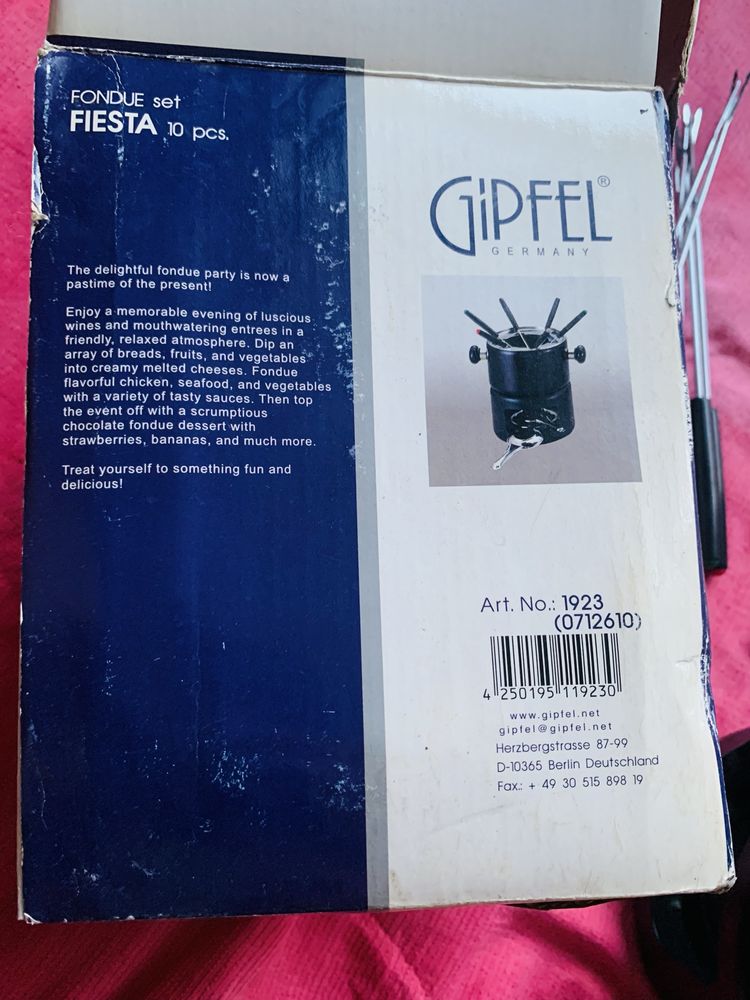 FONDUE set
FIESTA 10 pcs.
The delightful fondue party is now a
pastime of the present!
Enjoy a memorable evening of luscious
wines and mouthwatering entrees in a
friendly, relaxed atmosphere. Dip an
array of breads, fruits, and vegetables
into creamy melted cheeses. Fondue
flavorful chicken, seafood, and vegetables
with a variety of tasty sauces. Then top
the event off with a scrumptious
chocolate fondue dessert with
strawberries, bananas, and much more.
Treat yourself to something fun and
delicious!
GiPFEL®
GERMANY
Art. No.: 1923
(0712610)
4 250195 119230
www.gipfel.net
gipfel@gipfel.net
Herzbergstrasse 87-99
D-10365 Berlin Deutschland
Fax.: + 49 30 515 898 19